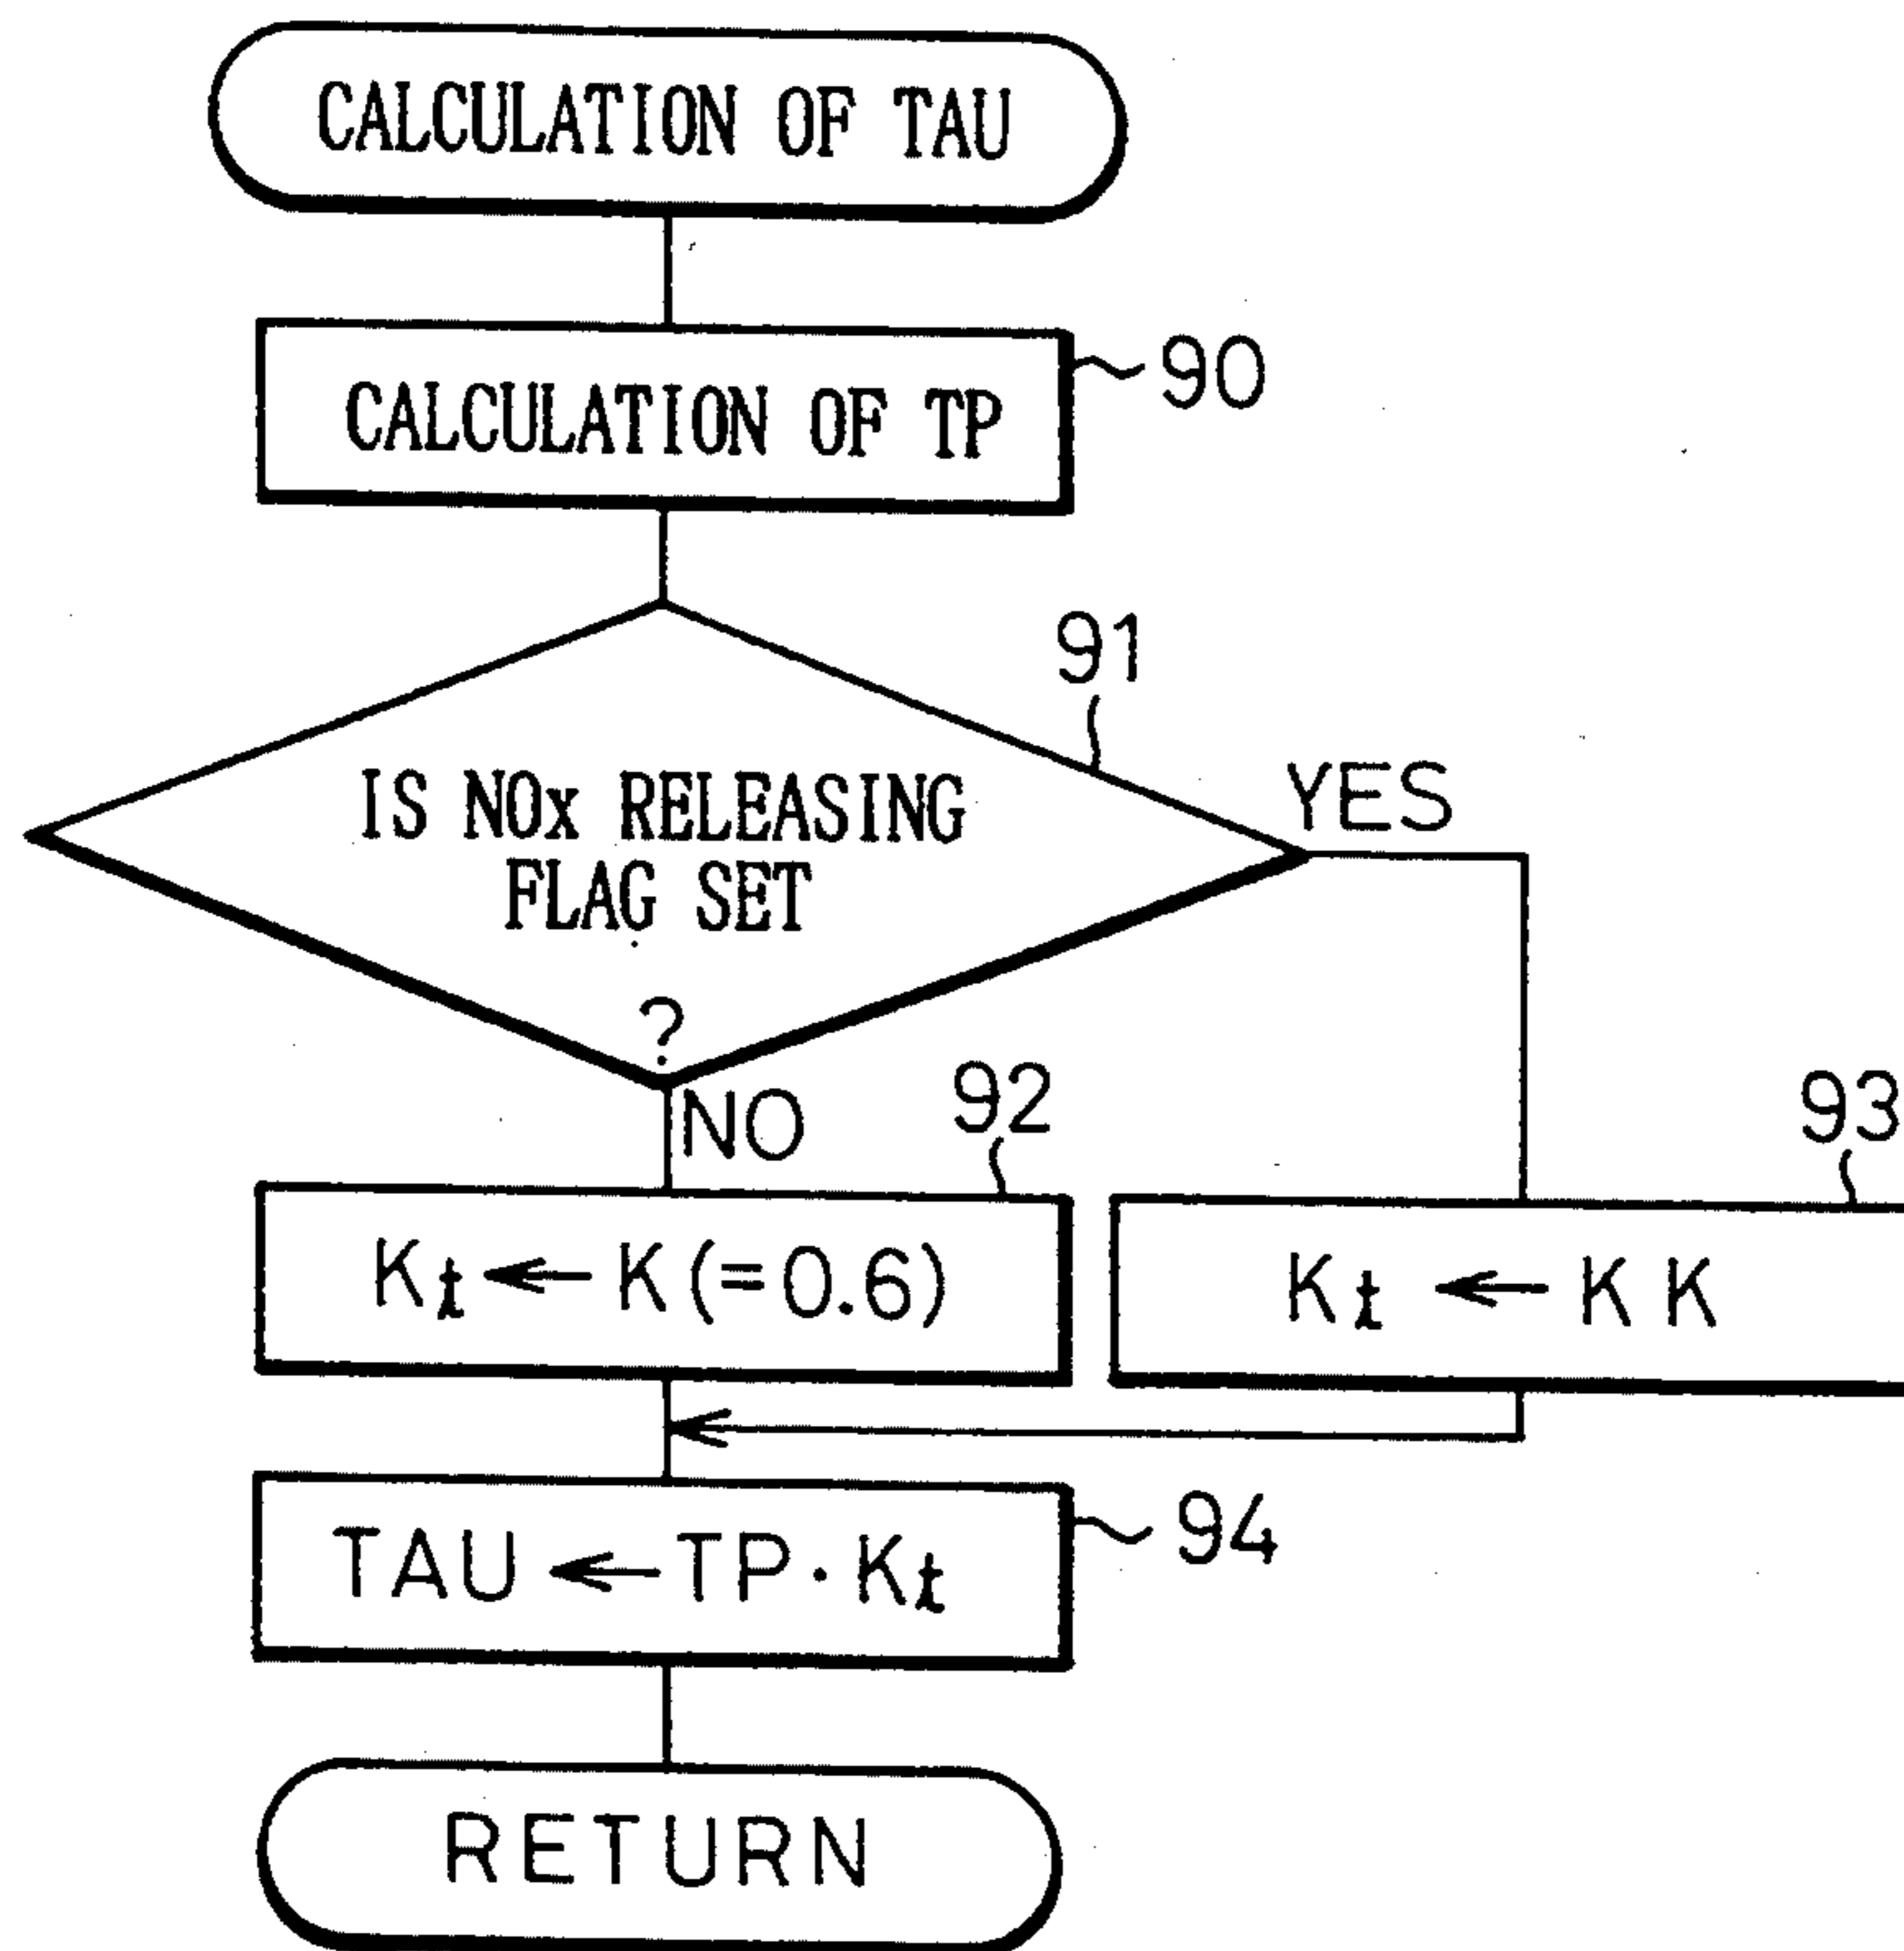 CALCULATION OF TAU
CALCULATION OF TP
90
91
IS NOx RELEASING
FLAG SET
?
YES
NO
92
93
Kt ← K (=0.6)
Kt ← KK
TAU ← TP·Kt
94
RETURN